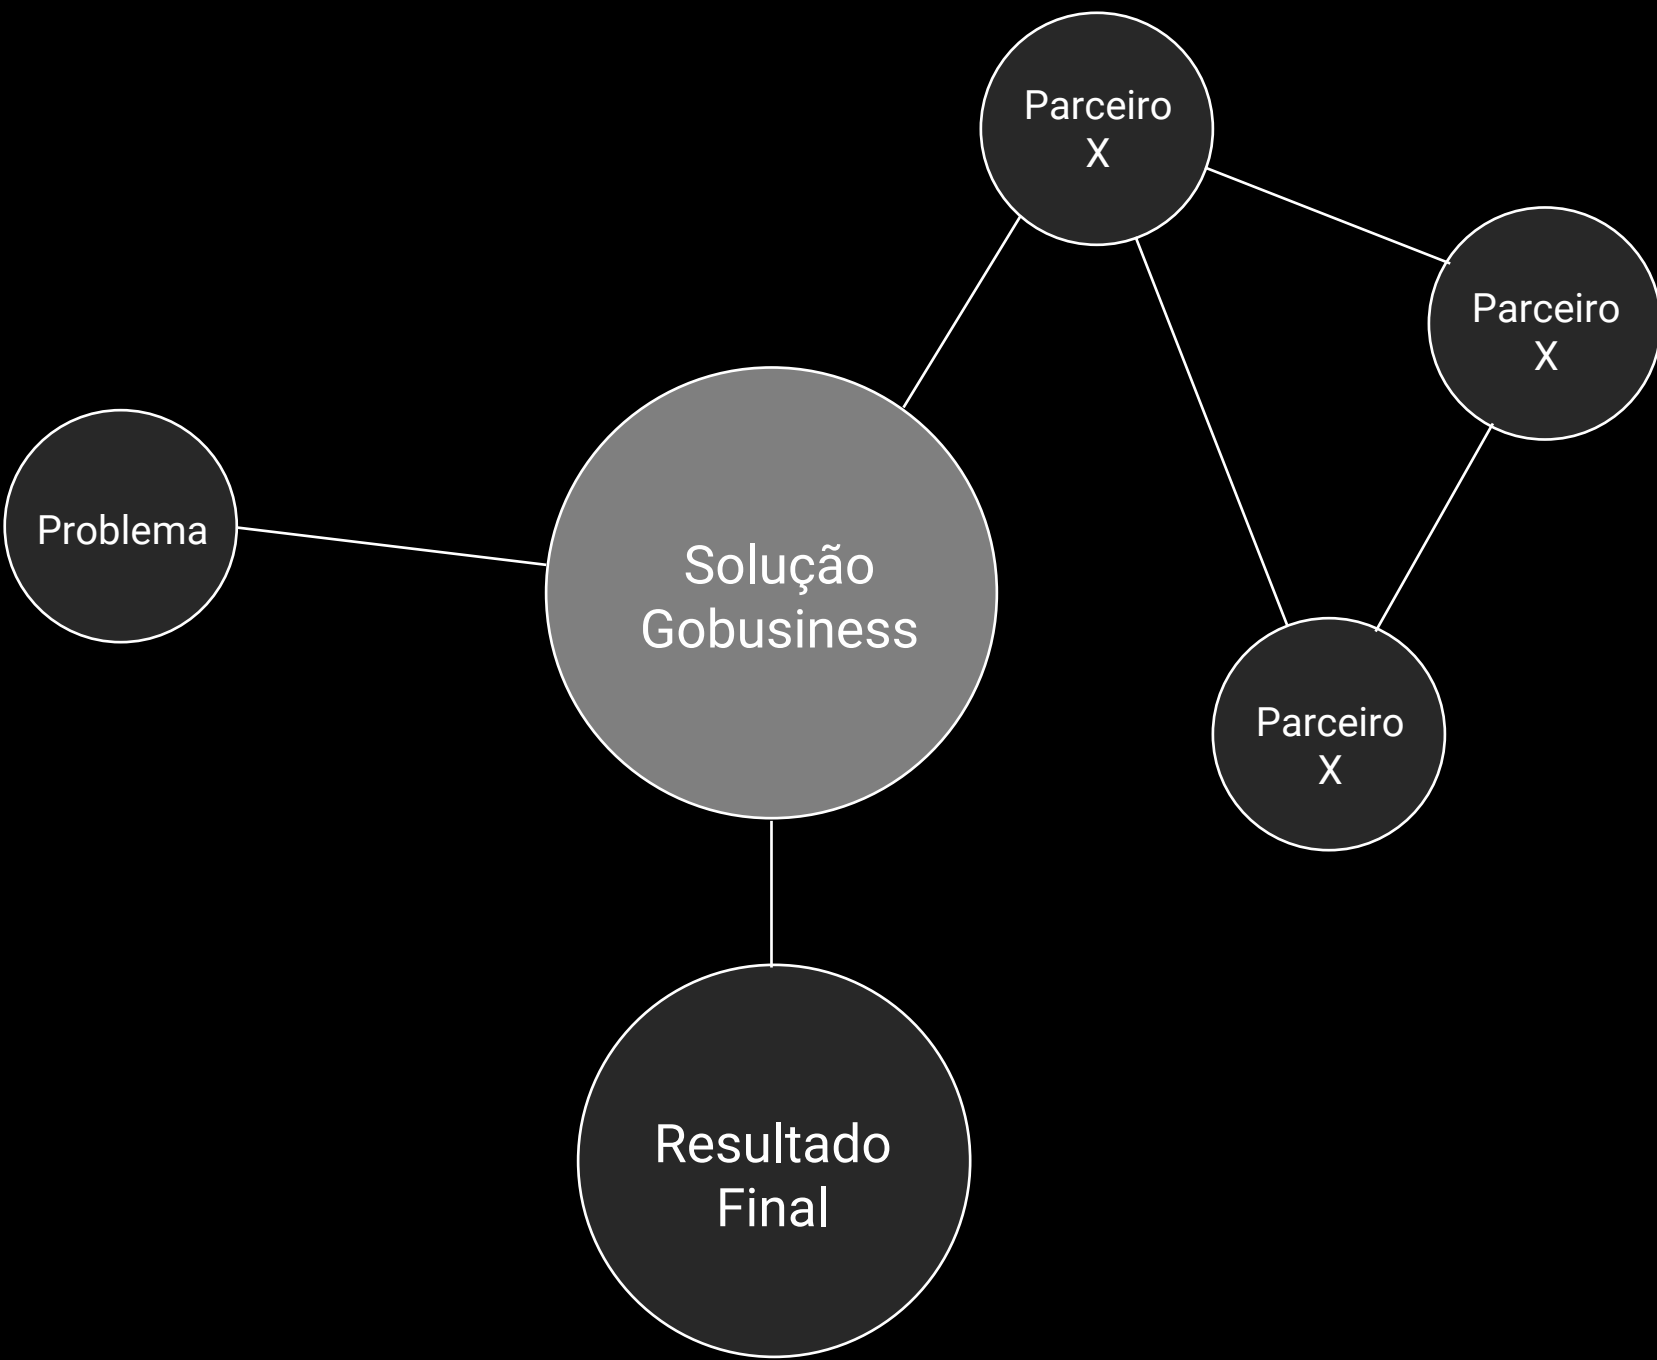 Parceiro
X
Parceiro
X
Problema
Solução
Gobusiness
Parceiro
X
Resultado
Final